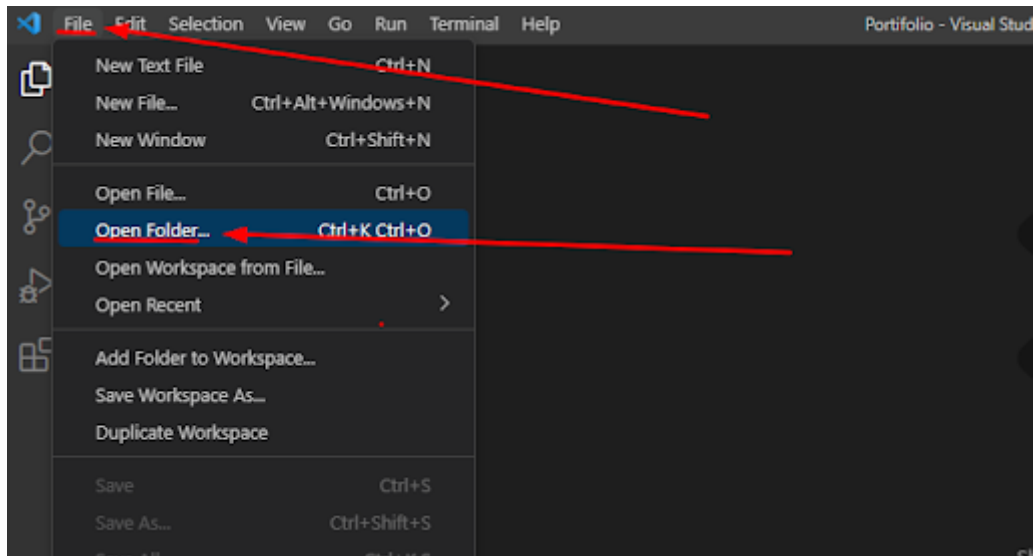 File Edit Selection View Go Run Terminal Help Portifolio - Visual Stud
New Text File Ctrl+N
New File... Ctrl+Alt+Windows+N
New Window Ctrl+Shift+N
Open File... Ctrl+O
Open Folder... Ctrl+K Ctrl+O
Open Workspace from File...
Open Recent
Add Folder to Workspace...
Save Workspace As...
Duplicate Workspace
Save Ctrl+S
Save As... Ctrl+Shift+S